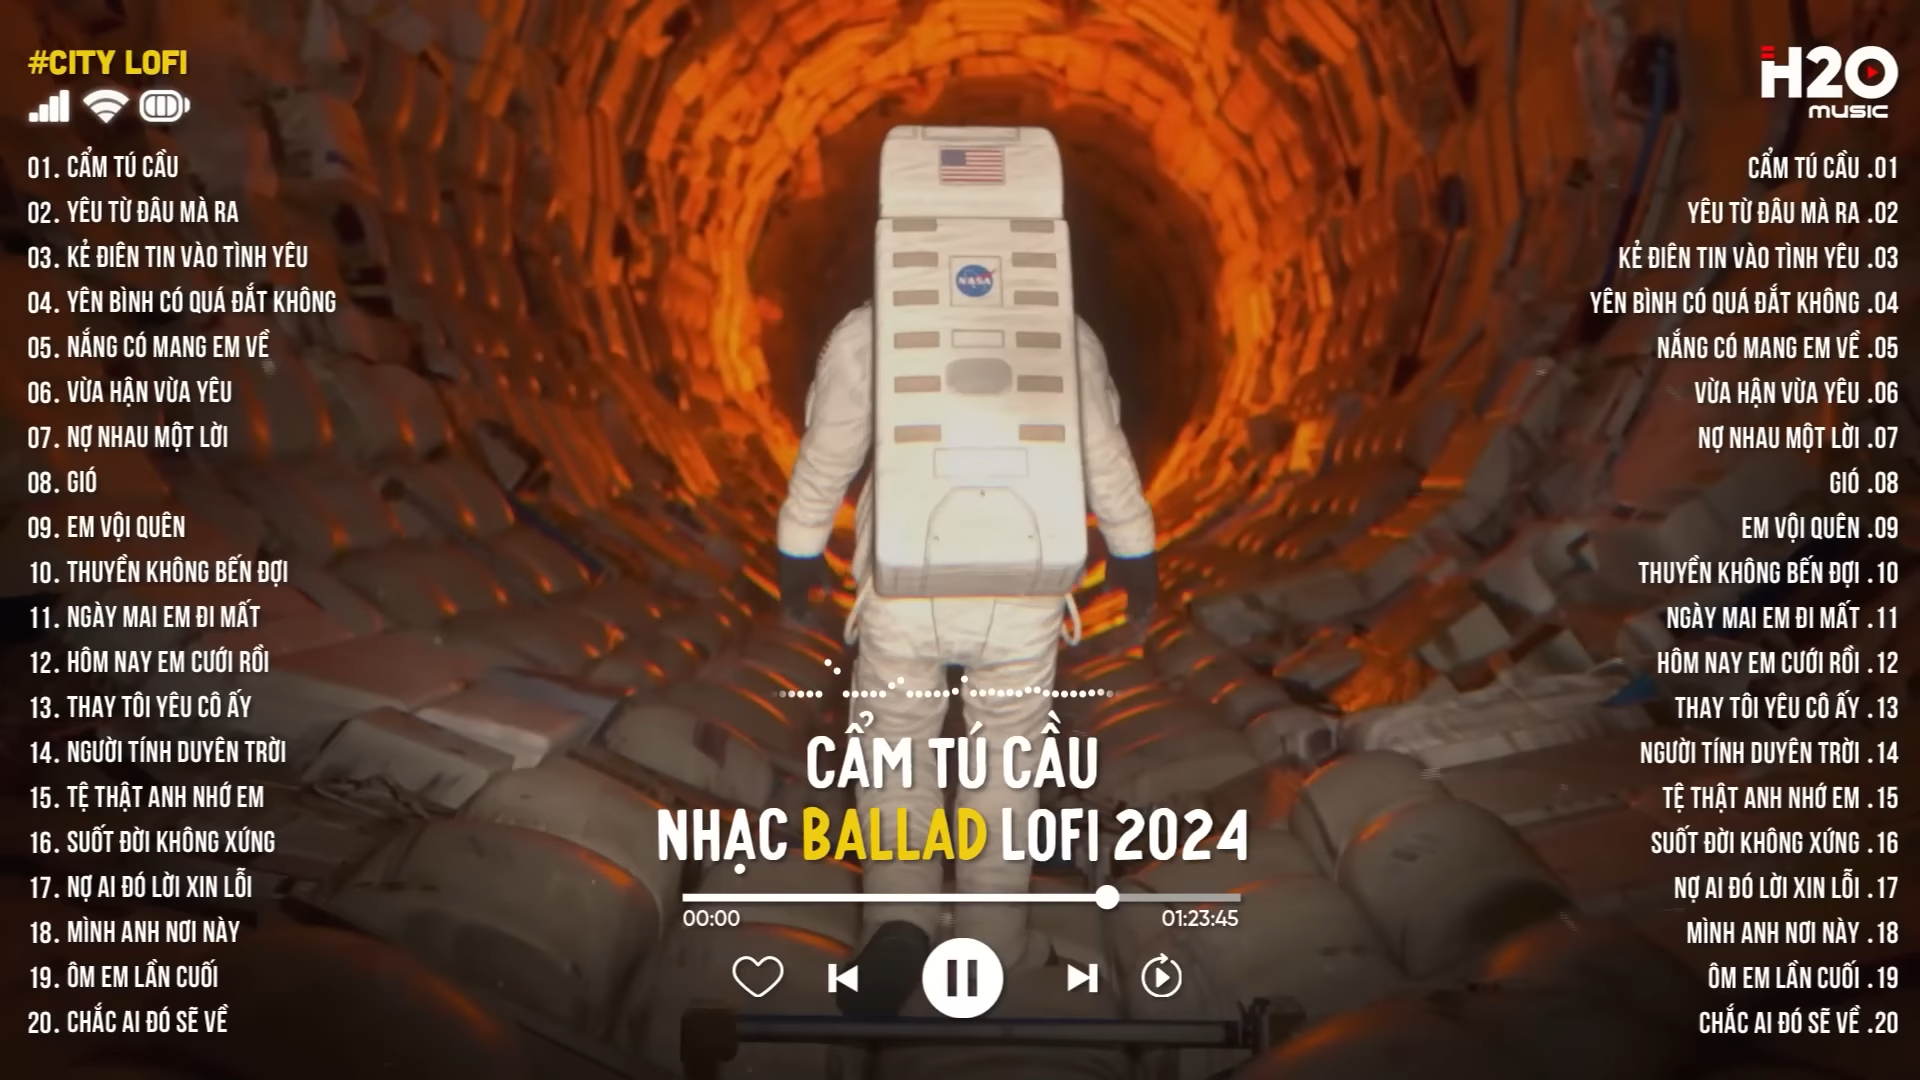 #CITY LOFI
H2O
MUSIC
01. CẨM TÚ CẦU
02. YÊU TỪ ĐÂU MÀ RA
03. KẺ ĐIÊN TIN VÀO TÌNH YÊU
04. YÊN BÌNH CÓ QUÁ ĐẮT KHÔNG
05. NẮNG CÓ MANG EM VỀ
06. VỪA HẬN VỪA YÊU
07. NỢ NHAU MỘT LỜI
08. GIÓ
09. EM VỘI QUÊN
10. THUYỀN KHÔNG BẾN ĐỢI
11. NGÀY MAI EM ĐI MẤT
12. HÔM NAY EM CƯỚI RỒI
13. THAY TÔI YÊU CÔ ẤY
14. NGƯỜI TÍNH DUYÊN TRỜI
15. TỆ THẬT ANH NHỚ EM
16. SUỐT ĐỜI KHÔNG XỨNG
17. NỢ AI ĐÓ LỜI XIN LỖI
18. MÌNH ANH NƠI NÀY
19. ÔM EM LẦN CUỐI
20. CHẮC AI ĐÓ SẼ VỀ
NASA
CẨM TÚ CẦU
NHẠC BALLAD LOFI 2024
00:00
01:23:45
CẨM TÚ CẦU .01
YÊU TỪ ĐÂU MÀ RA .02
KẺ ĐIÊN TIN VÀO TÌNH YÊU .03
YÊN BÌNH CÓ QUÁ ĐẮT KHÔNG .04
NẮNG CÓ MANG EM VỀ .05
VỪA HẬN VỪA YÊU .06
NỢ NHAU MỘT LỜI .07
GIÓ .08
EM VỘI QUÊN .09
THUYỀN KHÔNG BẾN ĐỢI .10
NGÀY MAI EM ĐI MẤT .11
HÔM NAY EM CƯỚI RỒI .12
THAY TÔI YÊU CÔ ẤY .13
NGƯỜI TÍNH DUYÊN TRỜI .14
TỆ THẬT ANH NHỚ EM .15
SUỐT ĐỜI KHÔNG XỨNG .16
NỢ AI ĐÓ LỜI XIN LỖI .17
MÌNH ANH NƠI NÀY .18
ÔM EM LẦN CUỐI .19
CHẮC AI ĐÓ SẼ VỀ .20